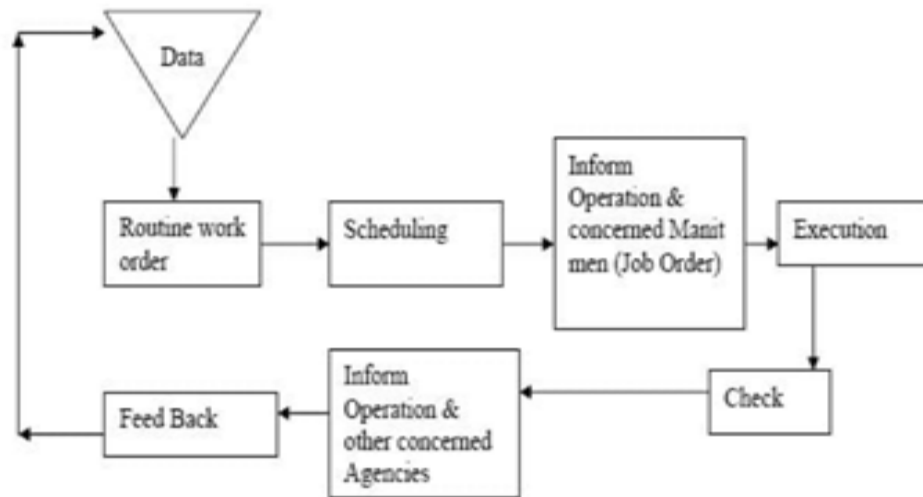 Data
Routine work
order
Scheduling
Inform
Operation &
concerned Manit
men (Job Order)
Execution
Check
Inform
Operation &
other concerned
Agencies
Feed Back